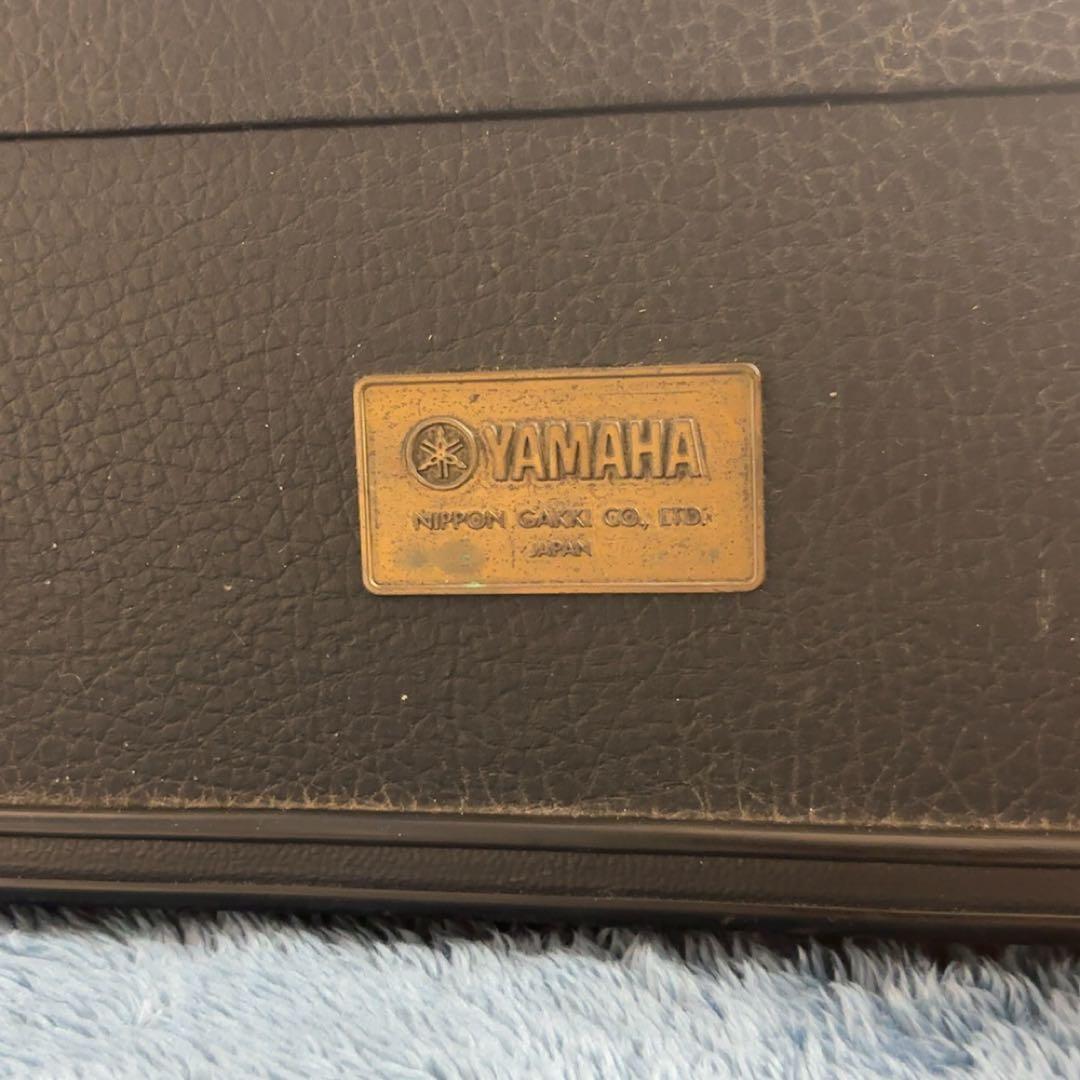 YAMAHA
NIPPON GAKKI CO., LTD.
JAPAN